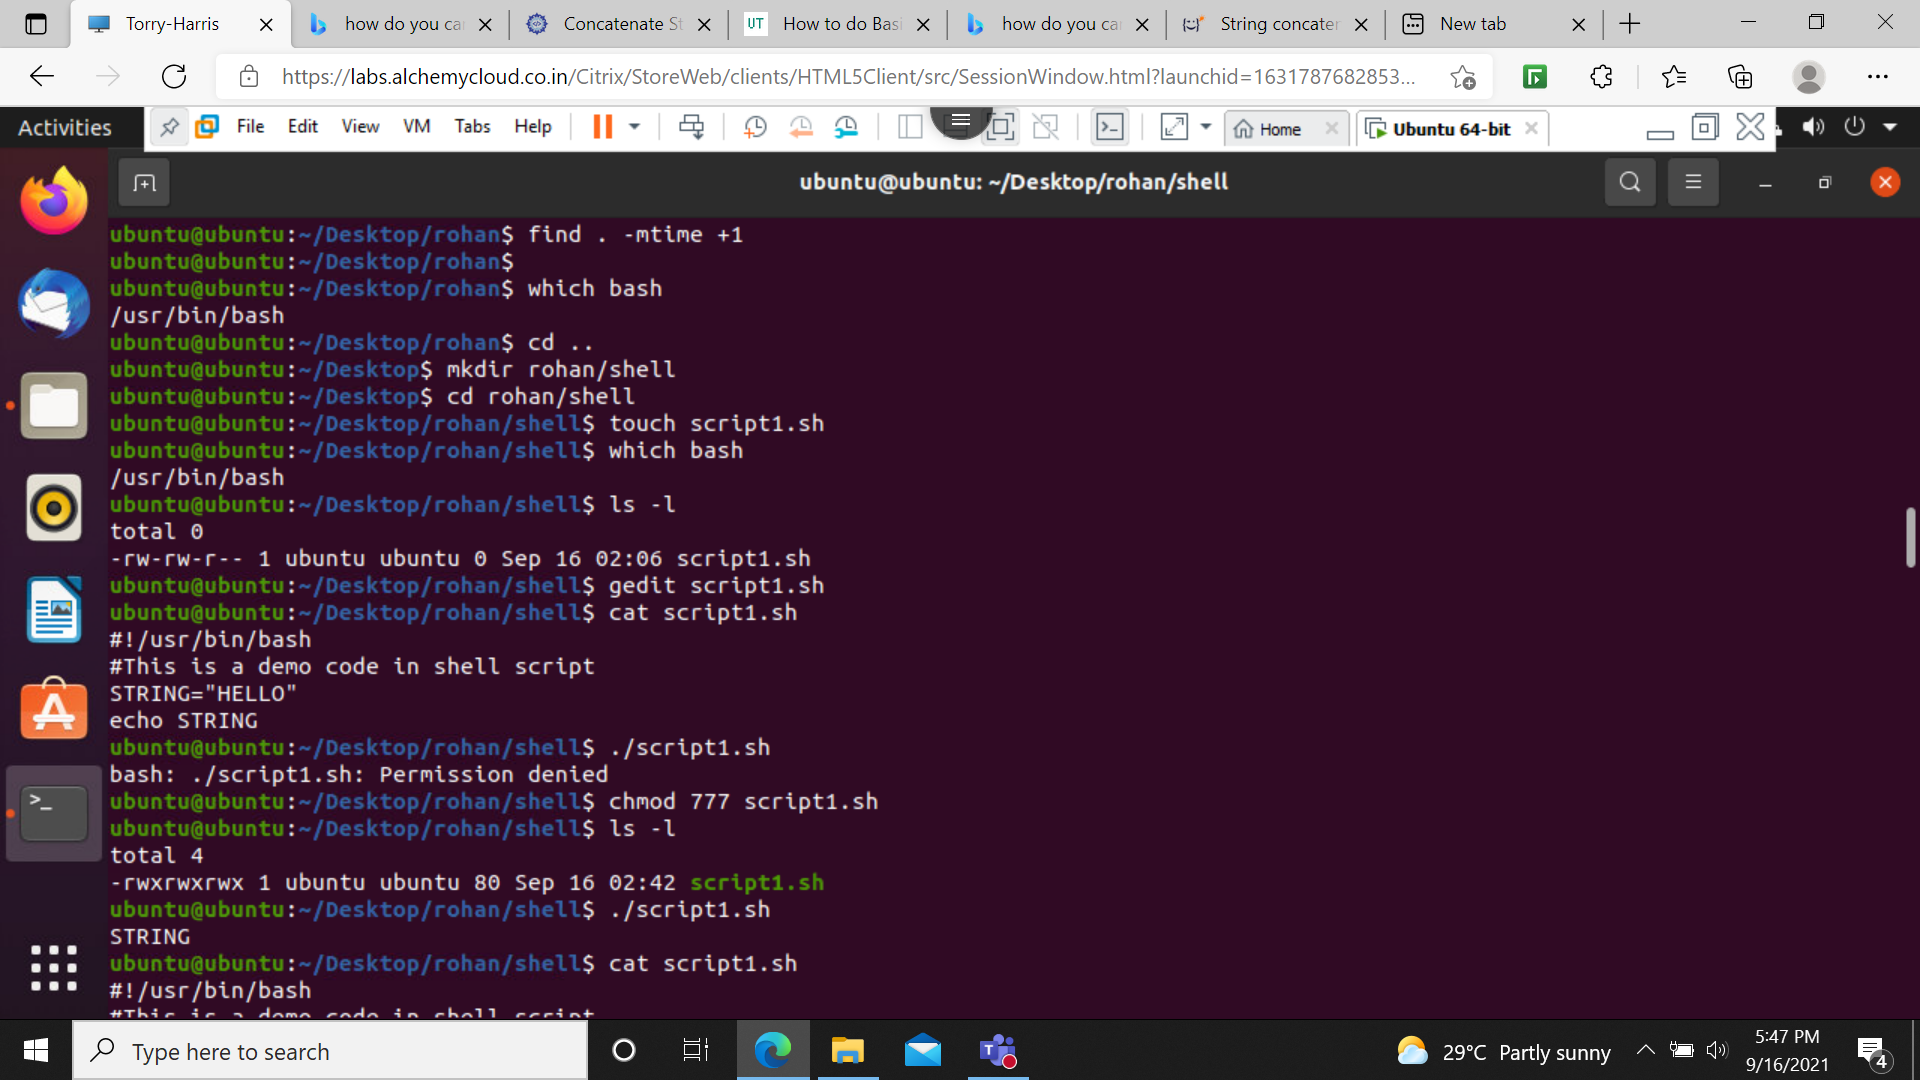 Torry-Harris
how do you ca
Concatenate St
How to do Basi
how do you ca
String concater
New tab
https://labs.alchemycloud.co.in/Citrix/StoreWeb/clients/HTML5Client/src/SessionWindow.html?launchid=1631787682853...
Activities
File Edit View VM Tabs Help
Home
Ubuntu 64-bit
ubuntu@ubuntu: ~/Desktop/rohan/shell
ubuntu@ubuntu:~/Desktop/rohan$ find . -mtime +1
ubuntu@ubuntu:~/Desktop/rohan$
ubuntu@ubuntu:~/Desktop/rohan$ which bash
/usr/bin/bash
ubuntu@ubuntu:~/Desktop/rohan$ cd ..
ubuntu@ubuntu:~/Desktop$ mkdir rohan/shell
ubuntu@ubuntu:~/Desktop$ cd rohan/shell
ubuntu@ubuntu:~/Desktop/rohan/shell$ touch script1.sh
ubuntu@ubuntu:~/Desktop/rohan/shell$ which bash
/usr/bin/bash
ubuntu@ubuntu:~/Desktop/rohan/shell$ ls -l
total 0
-rw-rw-r-- 1 ubuntu ubuntu 0 Sep 16 02:06 script1.sh
ubuntu@ubuntu:~/Desktop/rohan/shell$ gedit script1.sh
ubuntu@ubuntu:~/Desktop/rohan/shell$ cat script1.sh
#!/usr/bin/bash
#This is a demo code in shell script
STRING="HELLO"
echo STRING
ubuntu@ubuntu:~/Desktop/rohan/shell$ ./script1.sh
bash: ./script1.sh: Permission denied
ubuntu@ubuntu:~/Desktop/rohan/shell$ chmod 777 script1.sh
ubuntu@ubuntu:~/Desktop/rohan/shell$ ls -l
total 4
-rwxrwxrwx 1 ubuntu ubuntu 80 Sep 16 02:42 script1.sh
ubuntu@ubuntu:~/Desktop/rohan/shell$ ./script1.sh
STRING
ubuntu@ubuntu:~/Desktop/rohan/shell$ cat script1.sh
#!/usr/bin/bash
#This is a demo code in shell script
Type here to search
29°C Partly sunny
5:47 PM
9/16/2021
4